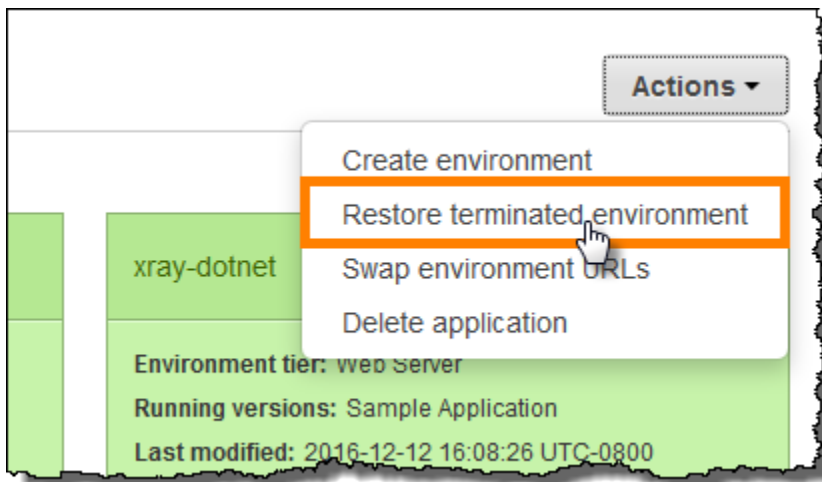 Actions
Create environment
Restore terminated environment
Swap environment URLs
Delete application
xray-dotnet
Environment tier: Web Server
Running versions: Sample Application
Last modified: 2016-12-12 16:08:26 UTC-0800